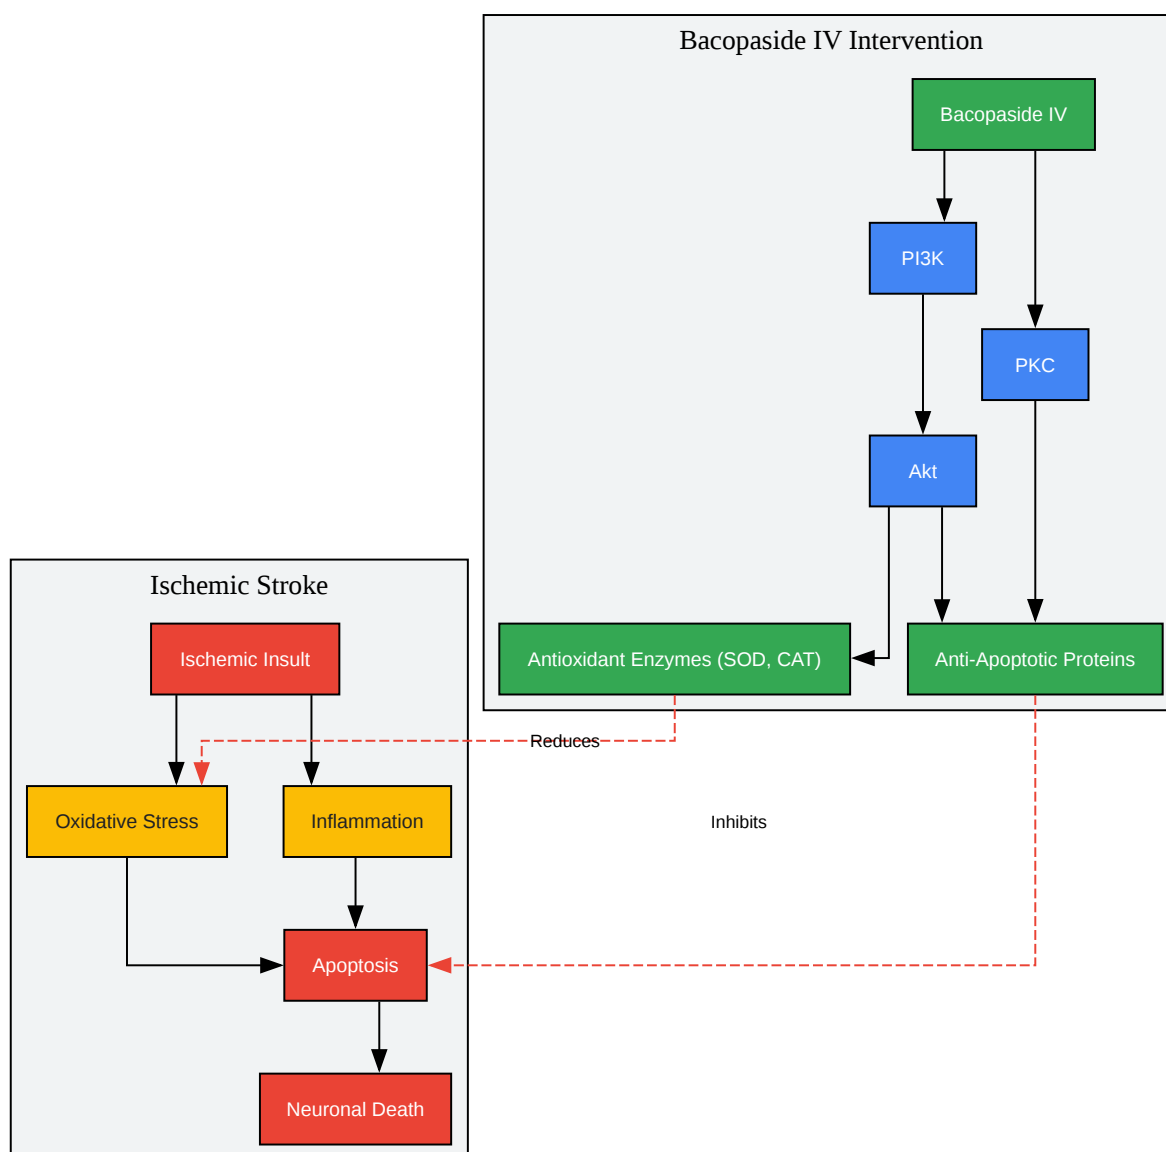 Bacopaside IV Intervention
Bacopaside IV
PI3K
PKC
Akt
Antioxidant Enzymes (SOD, CAT)
Anti-Apoptotic Proteins
Ischemic Stroke
Ischemic Insult
Reduces
Oxidative Stress
Inflammation
Inhibits
Apoptosis
Neuronal Death